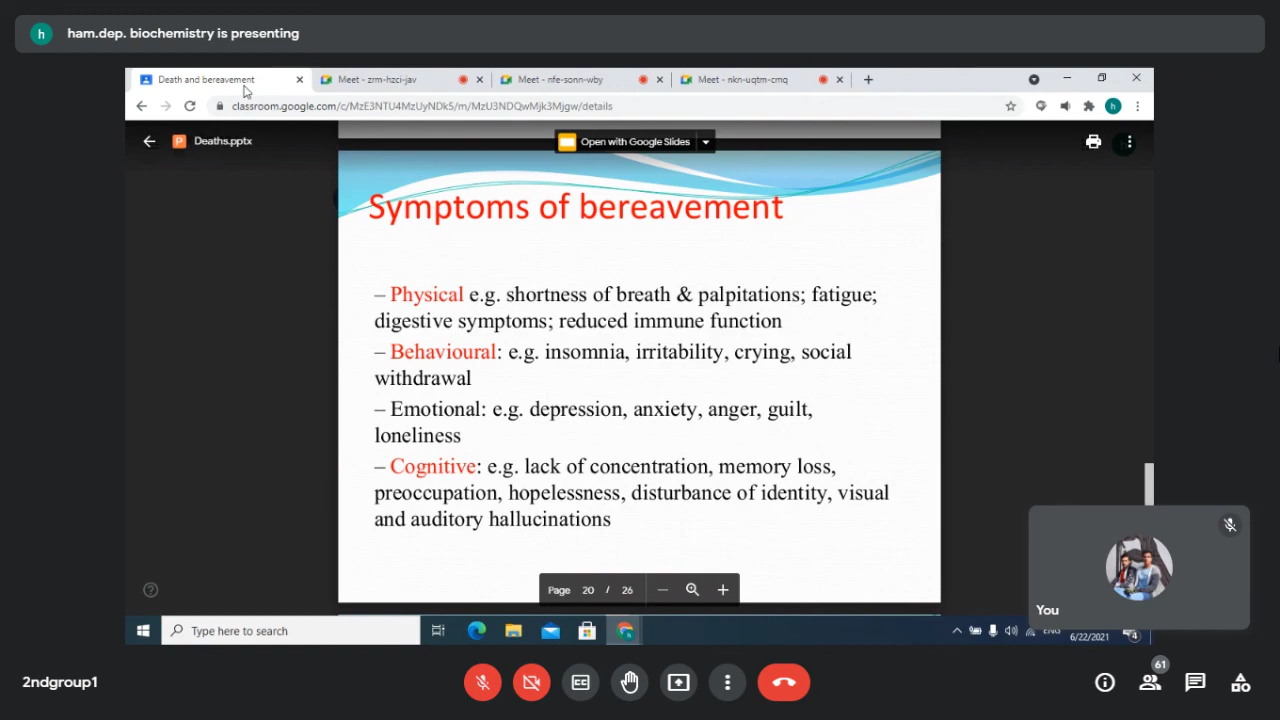 h ham.dep. biochemistry is presenting
Death and bereavement
Meet - zrm-hzci-jav
Meet - nfe-sonn-wby
Meet - nkn-uqtm-cmq
classroom.google.com/c/MzE3NTU4MzUyNDk5/m/MzU3NDQwMjk3Mjgw/details
h
P Deaths.pptx
Open with Google Slides
Symptoms of bereavement
– Physical e.g. shortness of breath & palpitations; fatigue;
digestive symptoms; reduced immune function
– Behavioural: e.g. insomnia, irritability, crying, social
withdrawal
– Emotional: e.g. depression, anxiety, anger, guilt,
loneliness
– Cognitive: e.g. lack of concentration, memory loss,
preoccupation, hopelessness, disturbance of identity, visual
and auditory hallucinations
Page 20 / 26
You
Type here to search
ENG
6/22/2021
4
2ndgroup1
CC
61